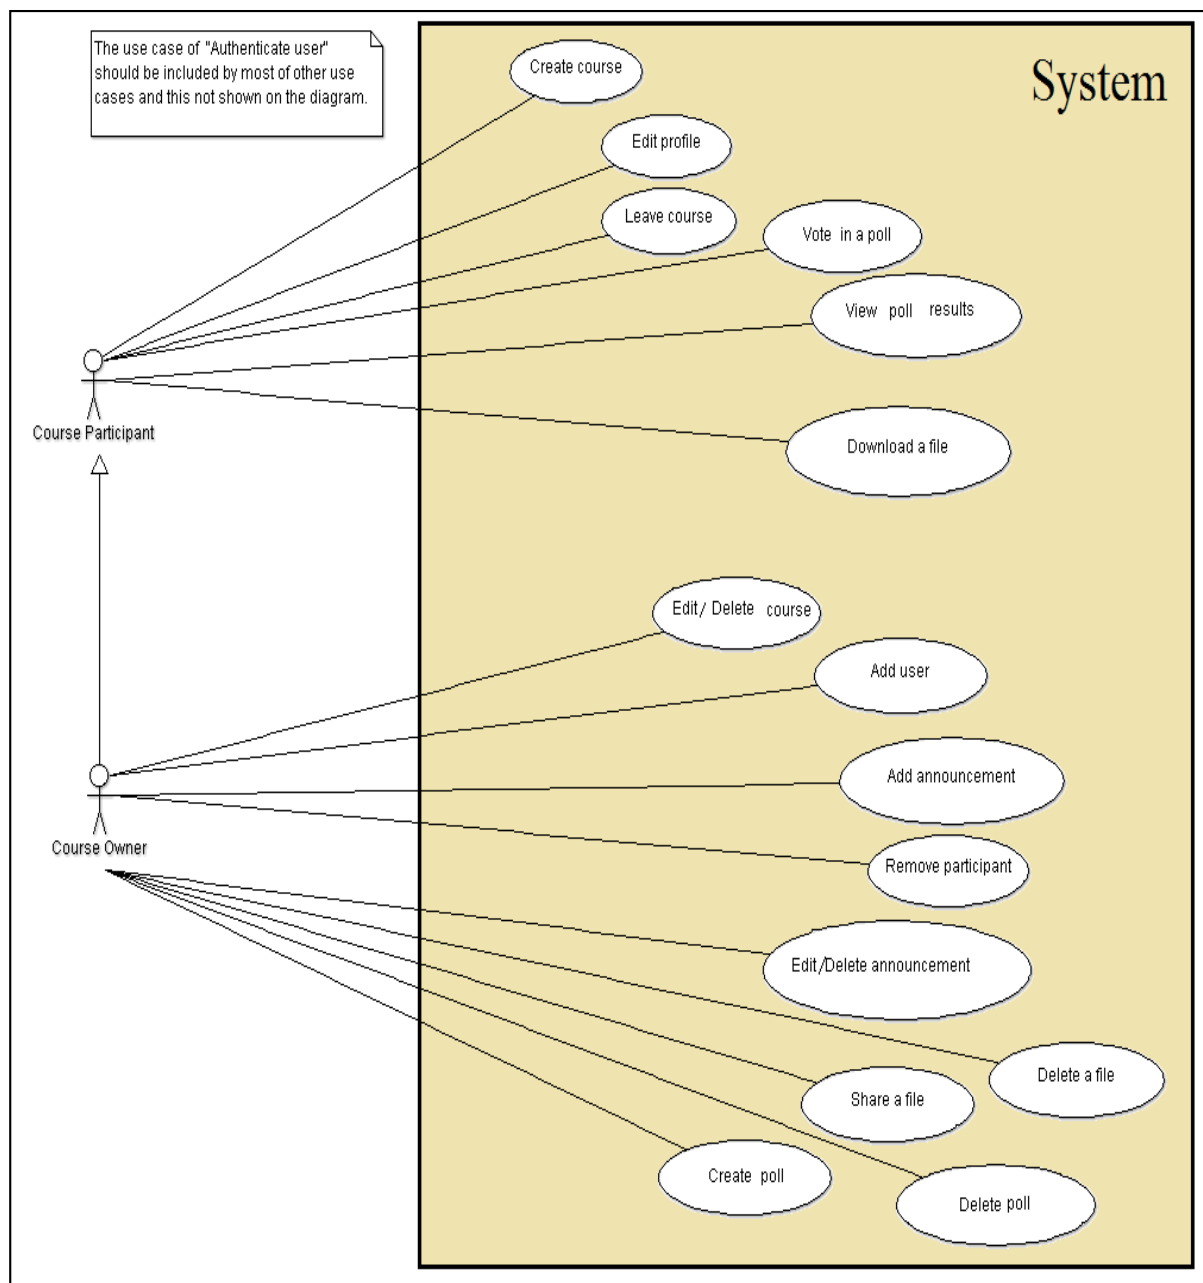 The use case of "Authenticate user"
should be included by most of other use
cases and this not shown on the diagram.
System
Create course
Edit profile
Leave course
Vote in a poll
View poll results
Course Participant
Download a file
Edit/ Delete course
Add user
Add announcement
Course Owner
Remove participant
Edit/Delete announcement
Delete a file
Share a file
Create poll
Delete poll